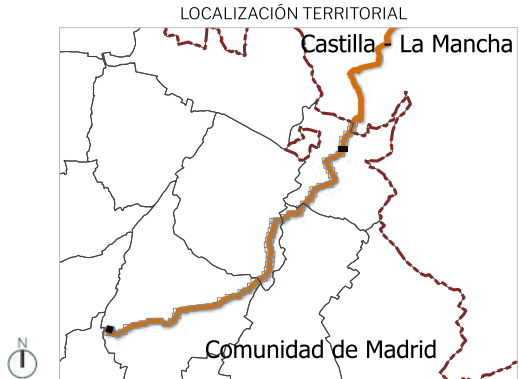 LOCALIZACIÓN TERRITORIAL
Castilla - La Mancha
Comunidad de Madrid
N